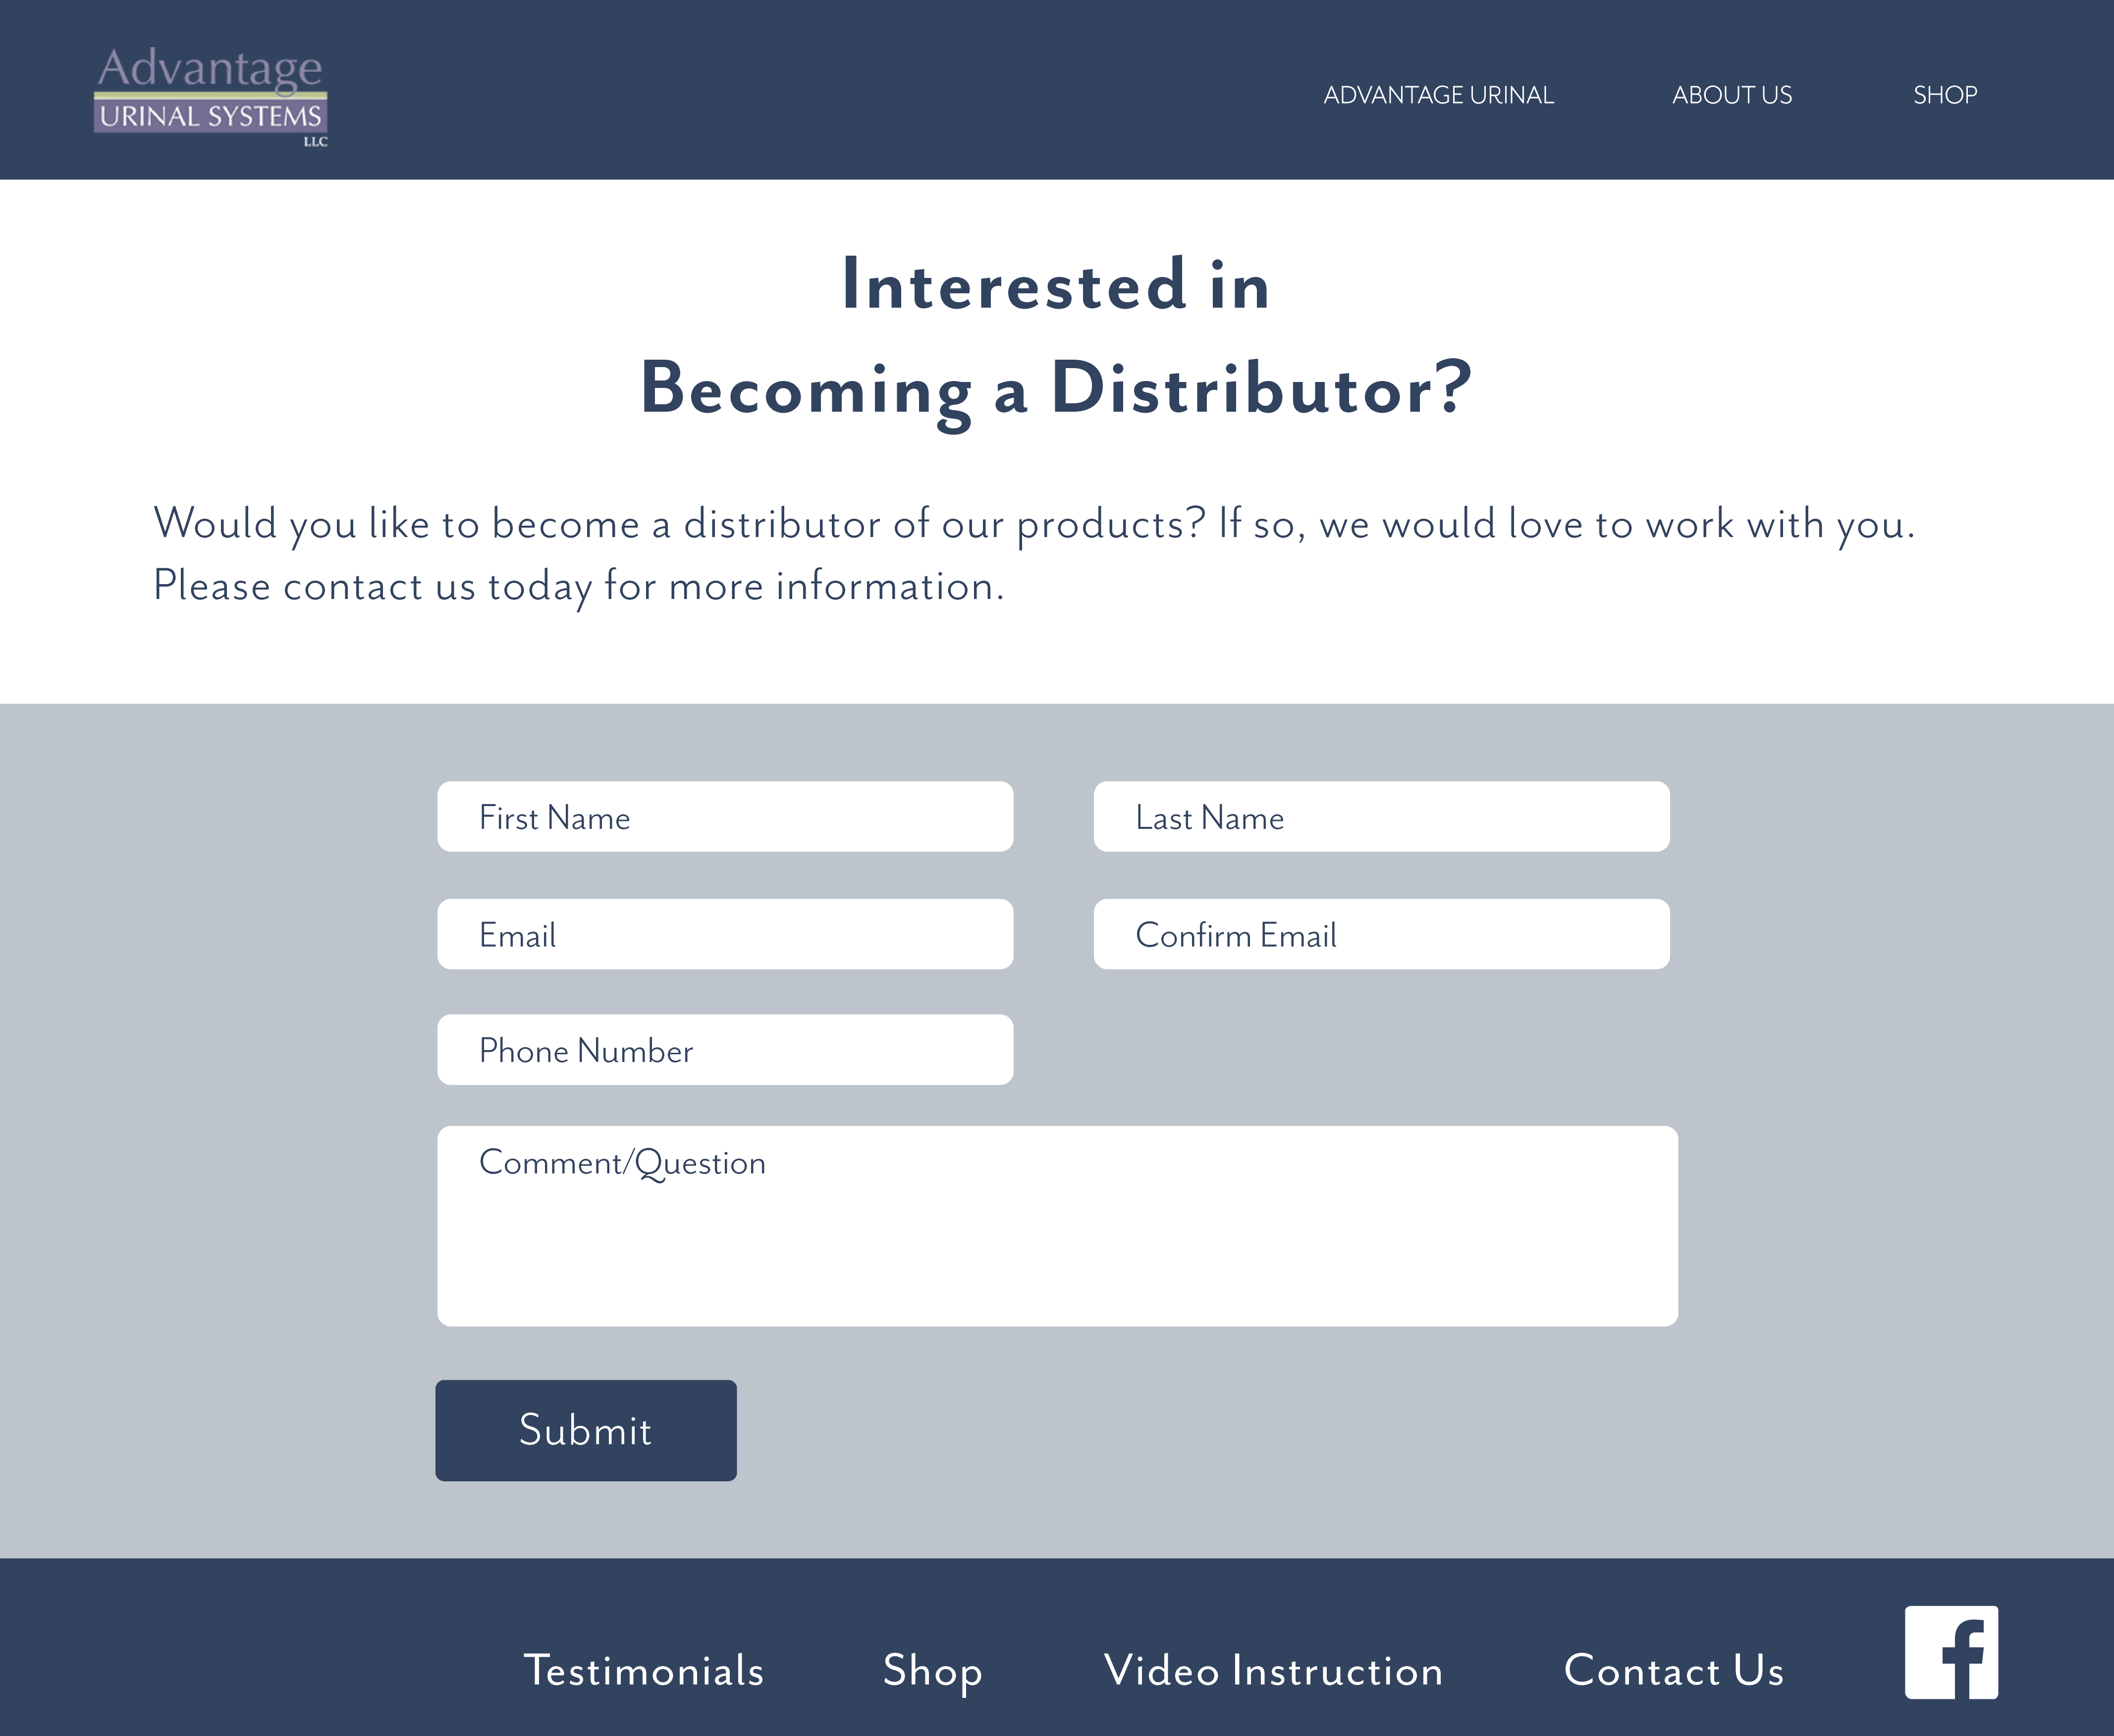 Advantage
URINAL SYSTEMS
LLC
ADVANTAGE URINAL ABOUT US SHOP
Interested in
Becoming a Distributor?
Would you like to become a distributor of our products? If so, we would love to work with you.
Please contact us today for more information.
First Name Last Name
Email Confirm Email
Phone Number
Comment/Question
Submit
Testimonials Shop Video Instruction Contact Us